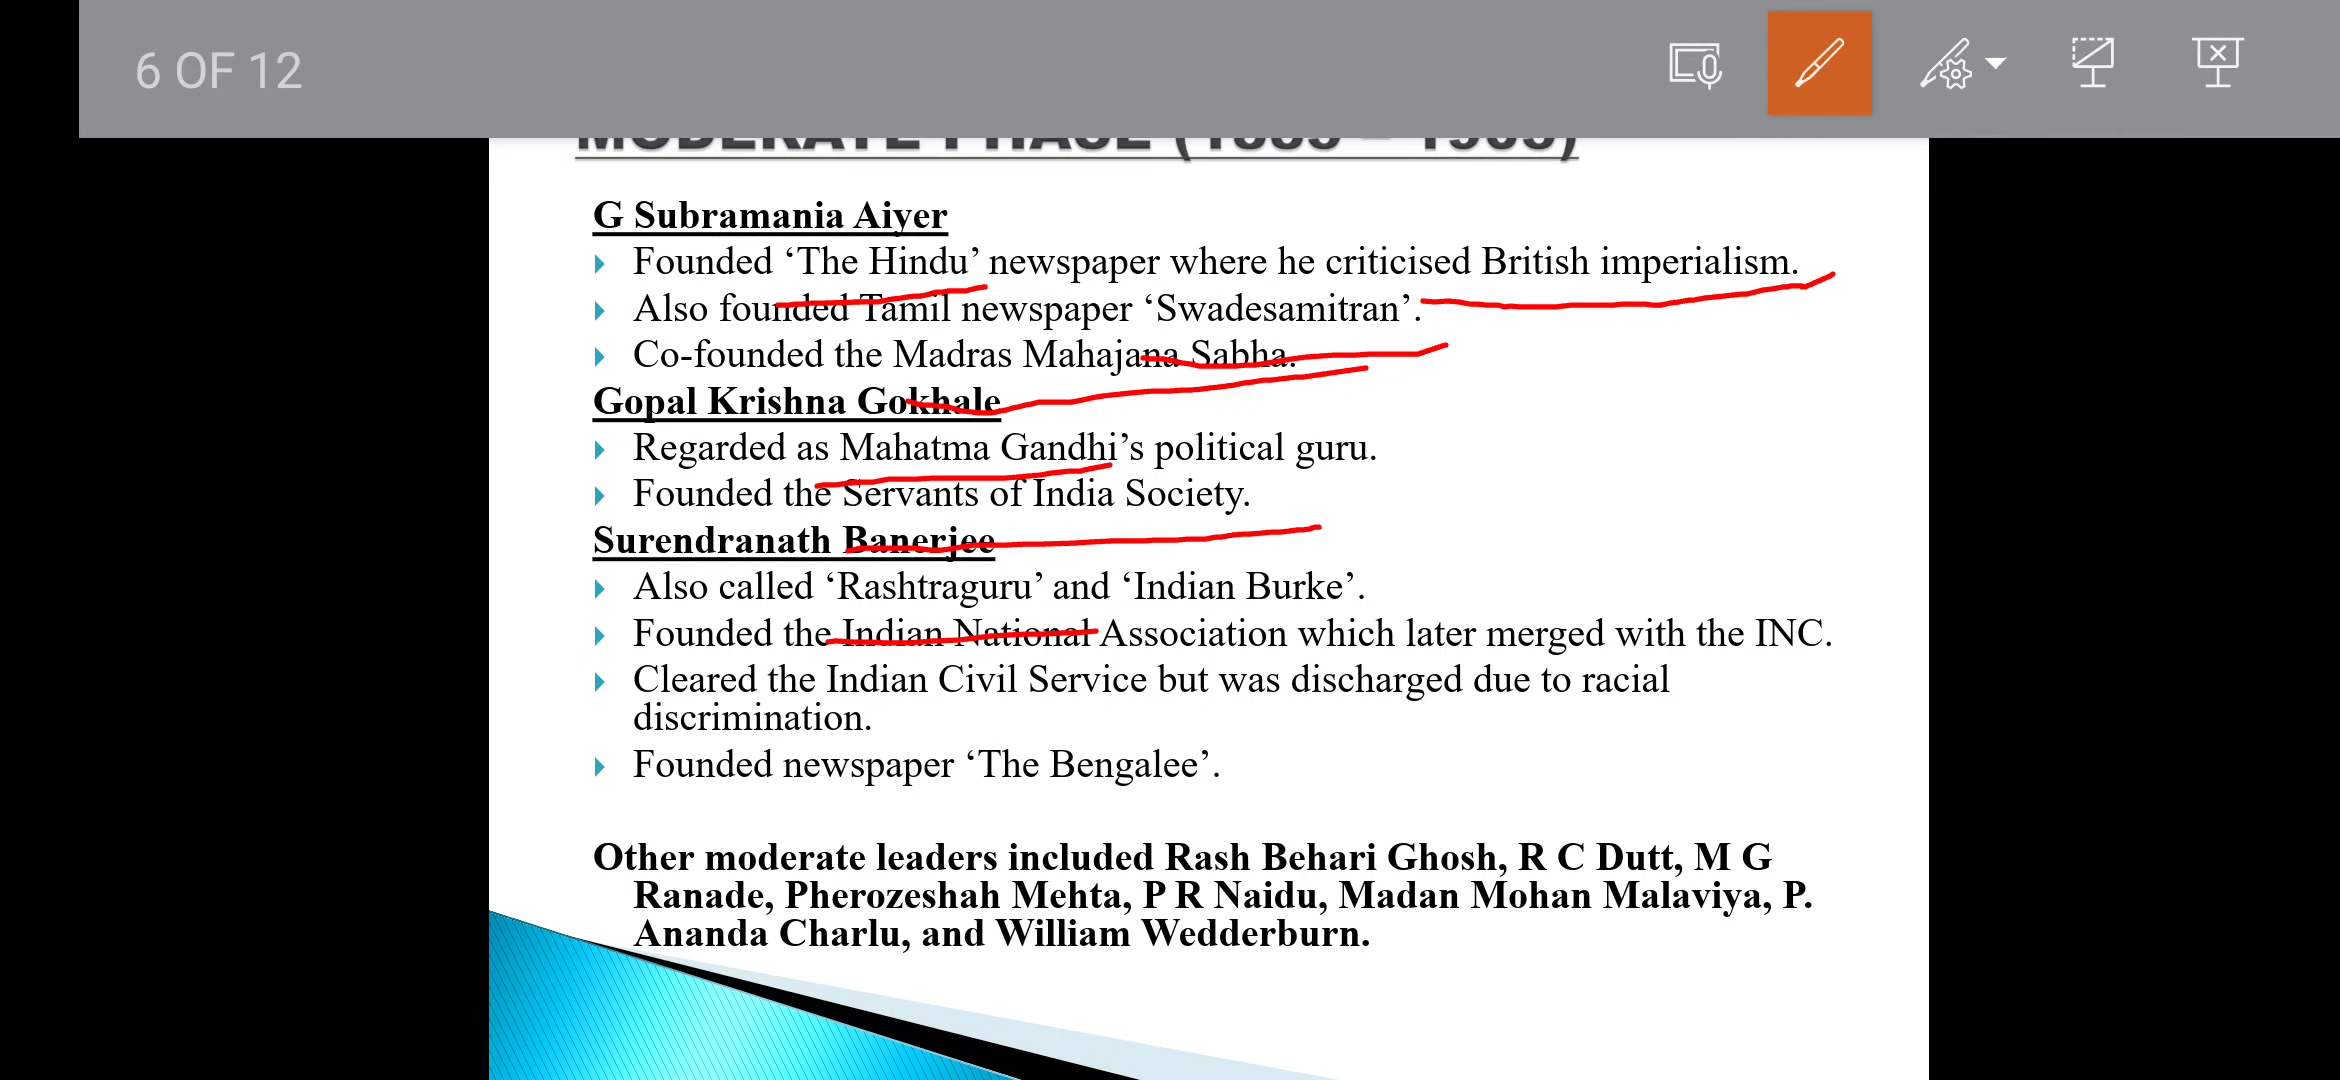 6 OF 12
MODERATE PHASE (1885 – 1905)
G Subramania Aiyer
Founded ‘The Hindu’ newspaper where he criticised British imperialism.
Also founded Tamil newspaper ‘Swadesamitran’.
Co-founded the Madras Mahajana Sabha.
Gopal Krishna Gokhale
Regarded as Mahatma Gandhi’s political guru.
Founded the Servants of India Society.
Surendranath Banerjee
Also called ‘Rashtraguru’ and ‘Indian Burke’.
Founded the Indian National Association which later merged with the INC.
Cleared the Indian Civil Service but was discharged due to racial
discrimination.
Founded newspaper ‘The Bengalee’.
Other moderate leaders included Rash Behari Ghosh, R C Dutt, M G
Ranade, Pherozeshah Mehta, P R Naidu, Madan Mohan Malaviya, P.
Ananda Charlu, and William Wedderburn.